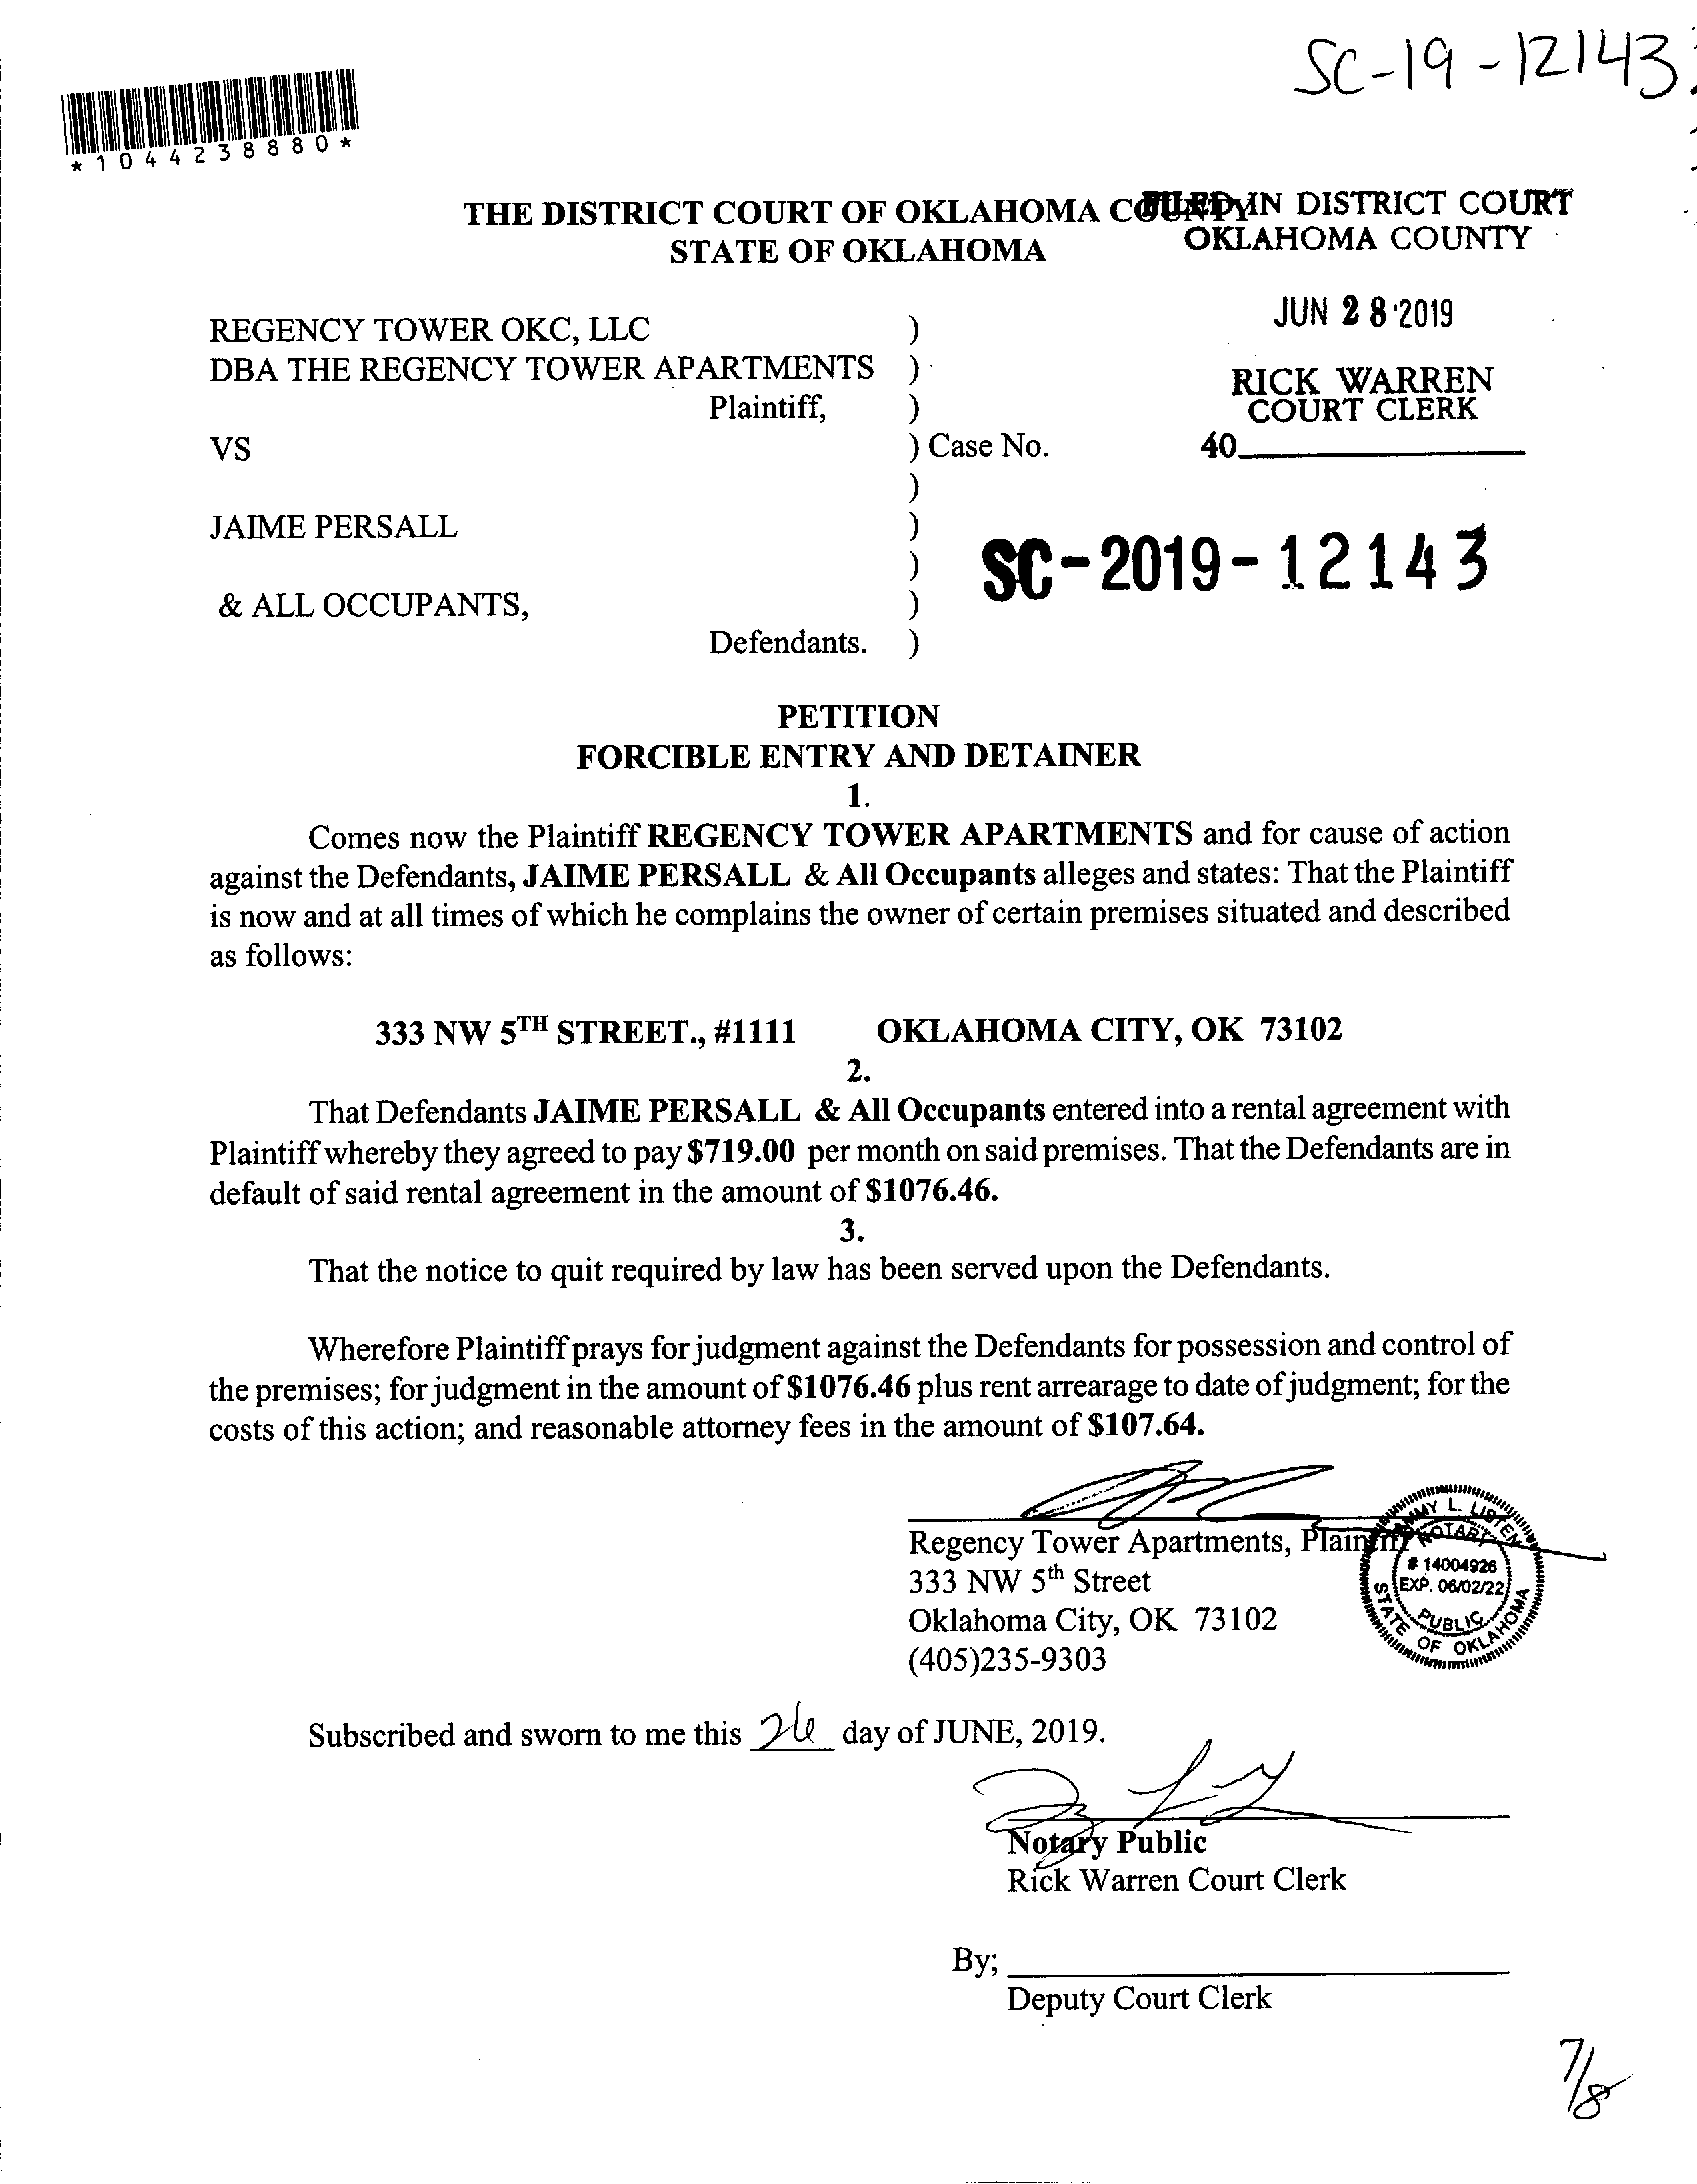 SC-19-12143
*1044238880*
THE DISTRICT COURT OF OKLAHOMA COUNTY
STATE OF OKLAHOMA
FILED IN DISTRICT COURT
OKLAHOMA COUNTY
JUN 28 2019
RICK WARREN
COURT CLERK
40
REGENCY TOWER OKC, LLC )
DBA THE REGENCY TOWER APARTMENTS )
Plaintiff, )
VS ) Case No.
)
JAIME PERSALL )
) SC-2019-12143
& ALL OCCUPANTS, )
Defendants. )
PETITION
FORCIBLE ENTRY AND DETAINER
1.
Comes now the Plaintiff REGENCY TOWER APARTMENTS and for cause of action
against the Defendants, JAIME PERSALL & All Occupants alleges and states: That the Plaintiff
is now and at all times of which he complains the owner of certain premises situated and described
as follows:
333 NW 5TH STREET., #1111 OKLAHOMA CITY, OK 73102
2.
That Defendants JAIME PERSALL & All Occupants entered into a rental agreement with
Plaintiff whereby they agreed to pay $719.00 per month on said premises. That the Defendants are in
default of said rental agreement in the amount of $1076.46.
3.
That the notice to quit required by law has been served upon the Defendants.
Wherefore Plaintiff prays for judgment against the Defendants for possession and control of
the premises; for judgment in the amount of $1076.46 plus rent arrearage to date of judgment; for the
costs of this action; and reasonable attorney fees in the amount of $107.64.
Regency Tower Apartments, Plaintiff
333 NW 5th Street
Oklahoma City, OK 73102
(405)235-9303
L. LISTEN
NOTARY
# 14004926
EXP. 06/02/22
PUBLIC
STATE OF OKLAHOMA
Subscribed and sworn to me this 26 day of JUNE, 2019.
Notary Public
Rick Warren Court Clerk
By;
Deputy Court Clerk
7/8